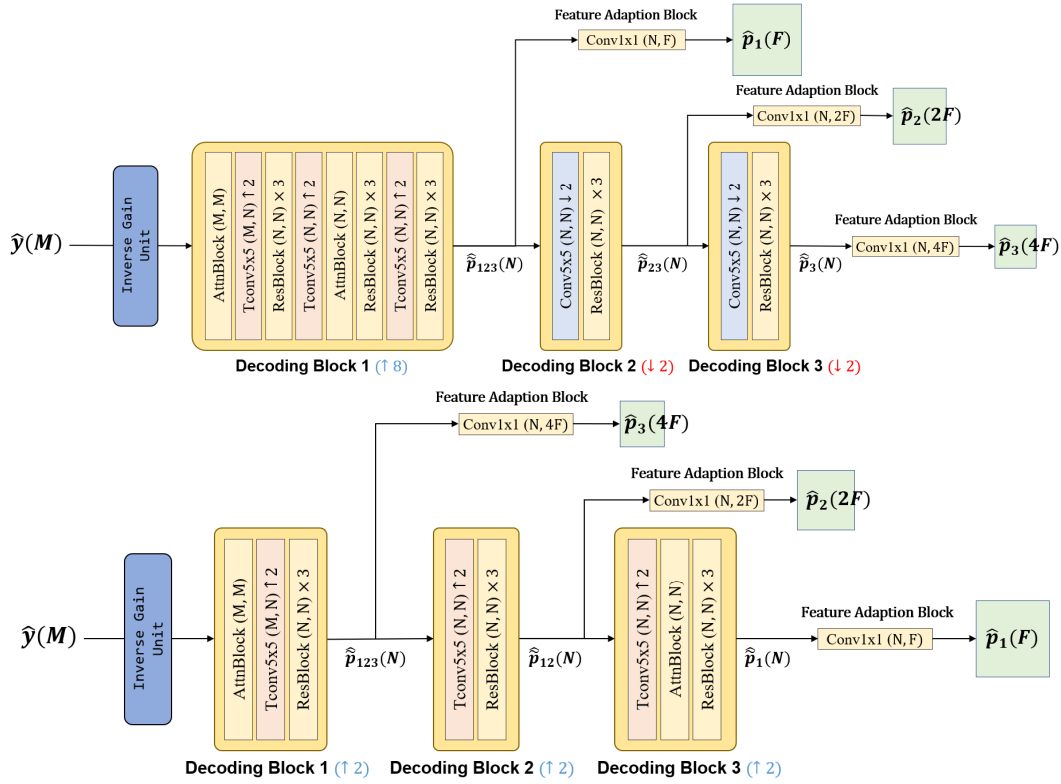 Feature Adaption Block
Conv1x1 (N, F)
p̂₁(F)
Feature Adaption Block
Conv1x1 (N, 2F)
p̂₂(2F)
ŷ(M)
Inverse Gain
Unit
AttnBlock (M, M)
Tconv5x5 (M, N) ↑ 2
ResBlock (N, N) × 3
Tconv5x5 (N, N) ↑ 2
AttnBlock (N, N)
ResBlock (N, N) × 3
Tconv5x5 (N, N) ↑ 2
ResBlock (N, N) × 3
p̂̂₁₂₃(N)
Conv5x5 (N, N) ↓ 2
ResBlock (N, N) × 3
p̂̂₂₃(N)
Conv5x5 (N, N) ↓ 2
ResBlock (N, N) × 3
p̂̂₃(N)
Feature Adaption Block
Conv1x1 (N, 4F)
p̂₃(4F)
Decoding Block 1 (↑ 8)
Decoding Block 2 (↓ 2)
Decoding Block 3 (↓ 2)
Feature Adaption Block
Conv1x1 (N, 4F)
p̂₃(4F)
Feature Adaption Block
Conv1x1 (N, 2F)
p̂₂(2F)
ŷ(M)
Inverse Gain
Unit
AttnBlock (M, M)
Tconv5x5 (M, N) ↑ 2
ResBlock (N, N) × 3
p̂̂₁₂₃(N)
Tconv5x5 (N, N) ↑ 2
ResBlock (N, N) × 3
p̂̂₁₂(N)
Tconv5x5 (N, N) ↑ 2
AttnBlock (N, N)
ResBlock (N, N) × 3
p̂̂₁(N)
Feature Adaption Block
Conv1x1 (N, F)
p̂₁(F)
Decoding Block 1 (↑ 2)
Decoding Block 2 (↑ 2)
Decoding Block 3 (↑ 2)